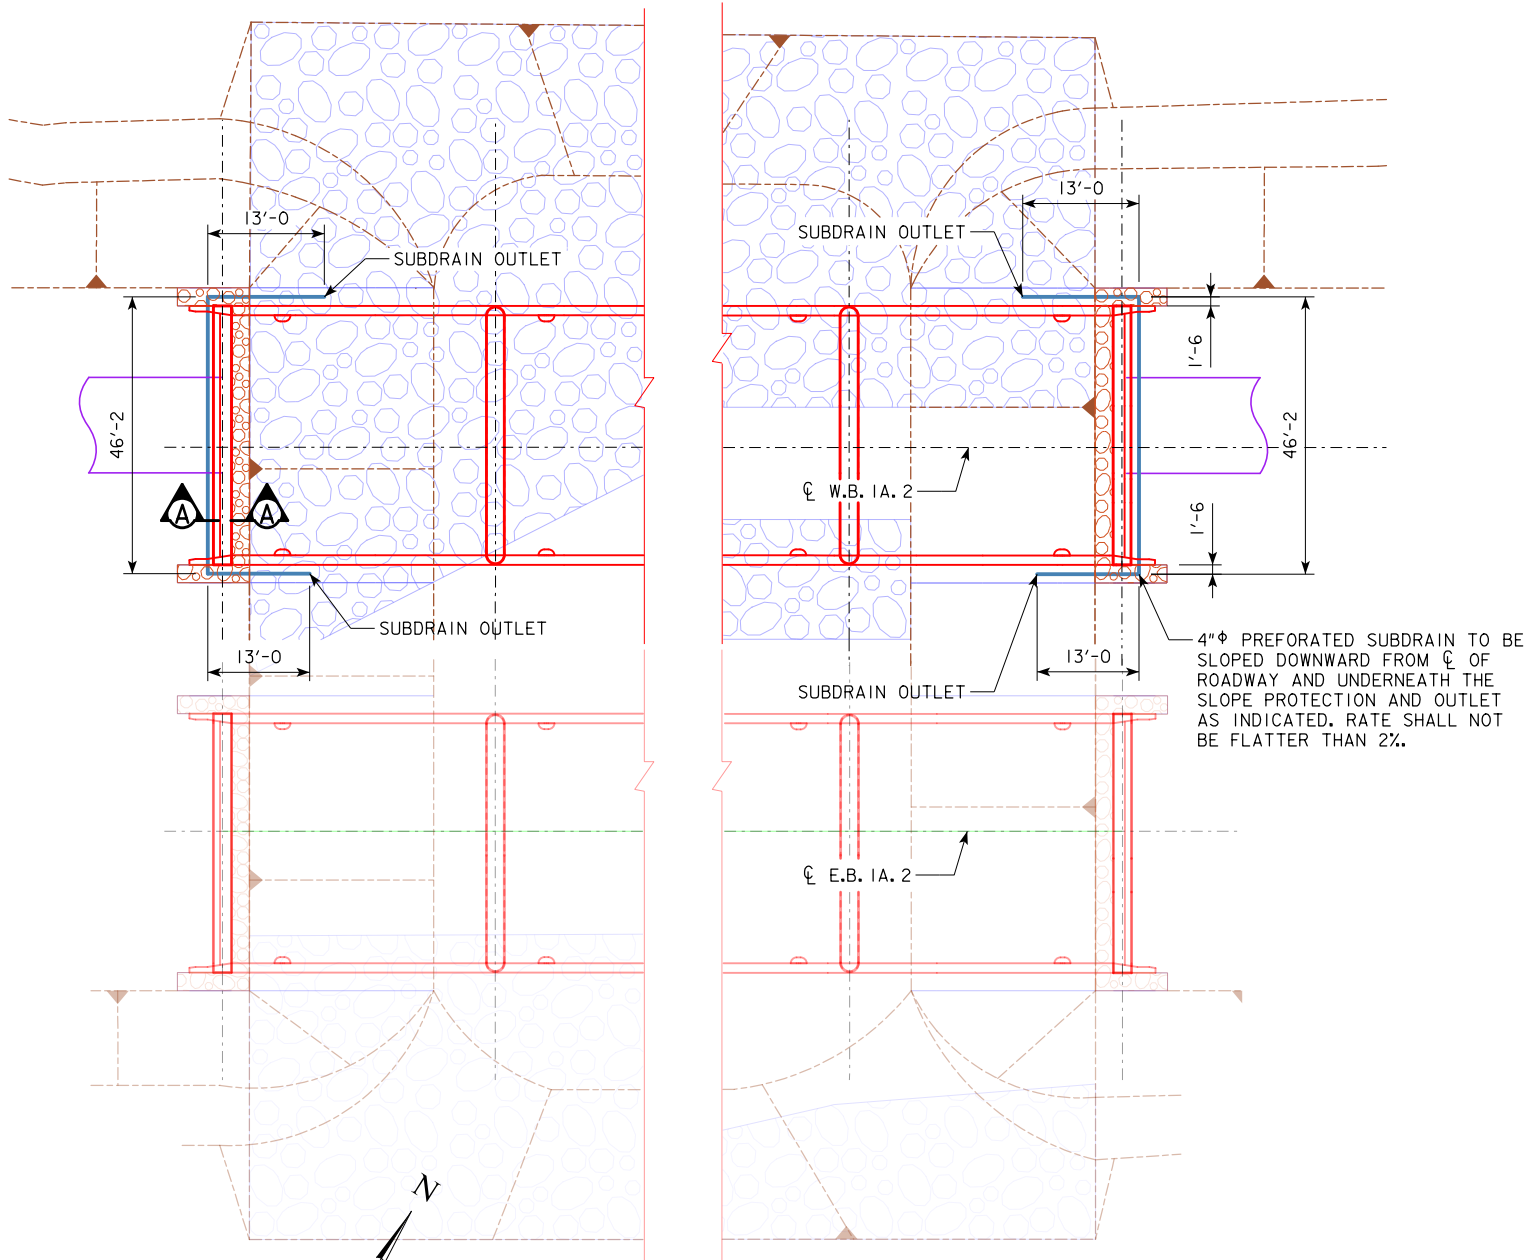 13'-0
SUBDRAIN OUTLET
13'-0
SUBDRAIN OUTLET
1'-6
46'-2
46'-2
℄ W.B. IA. 2
A
A
1'-6
SUBDRAIN OUTLET
13'-0
13'-0
SUBDRAIN OUTLET
4"ϕ PREFORATED SUBDRAIN TO BE
SLOPED DOWNWARD FROM ℄ OF
ROADWAY AND UNDERNEATH THE
SLOPE PROTECTION AND OUTLET
AS INDICATED. RATE SHALL NOT
BE FLATTER THAN 2%.
℄ E.B. IA. 2
N